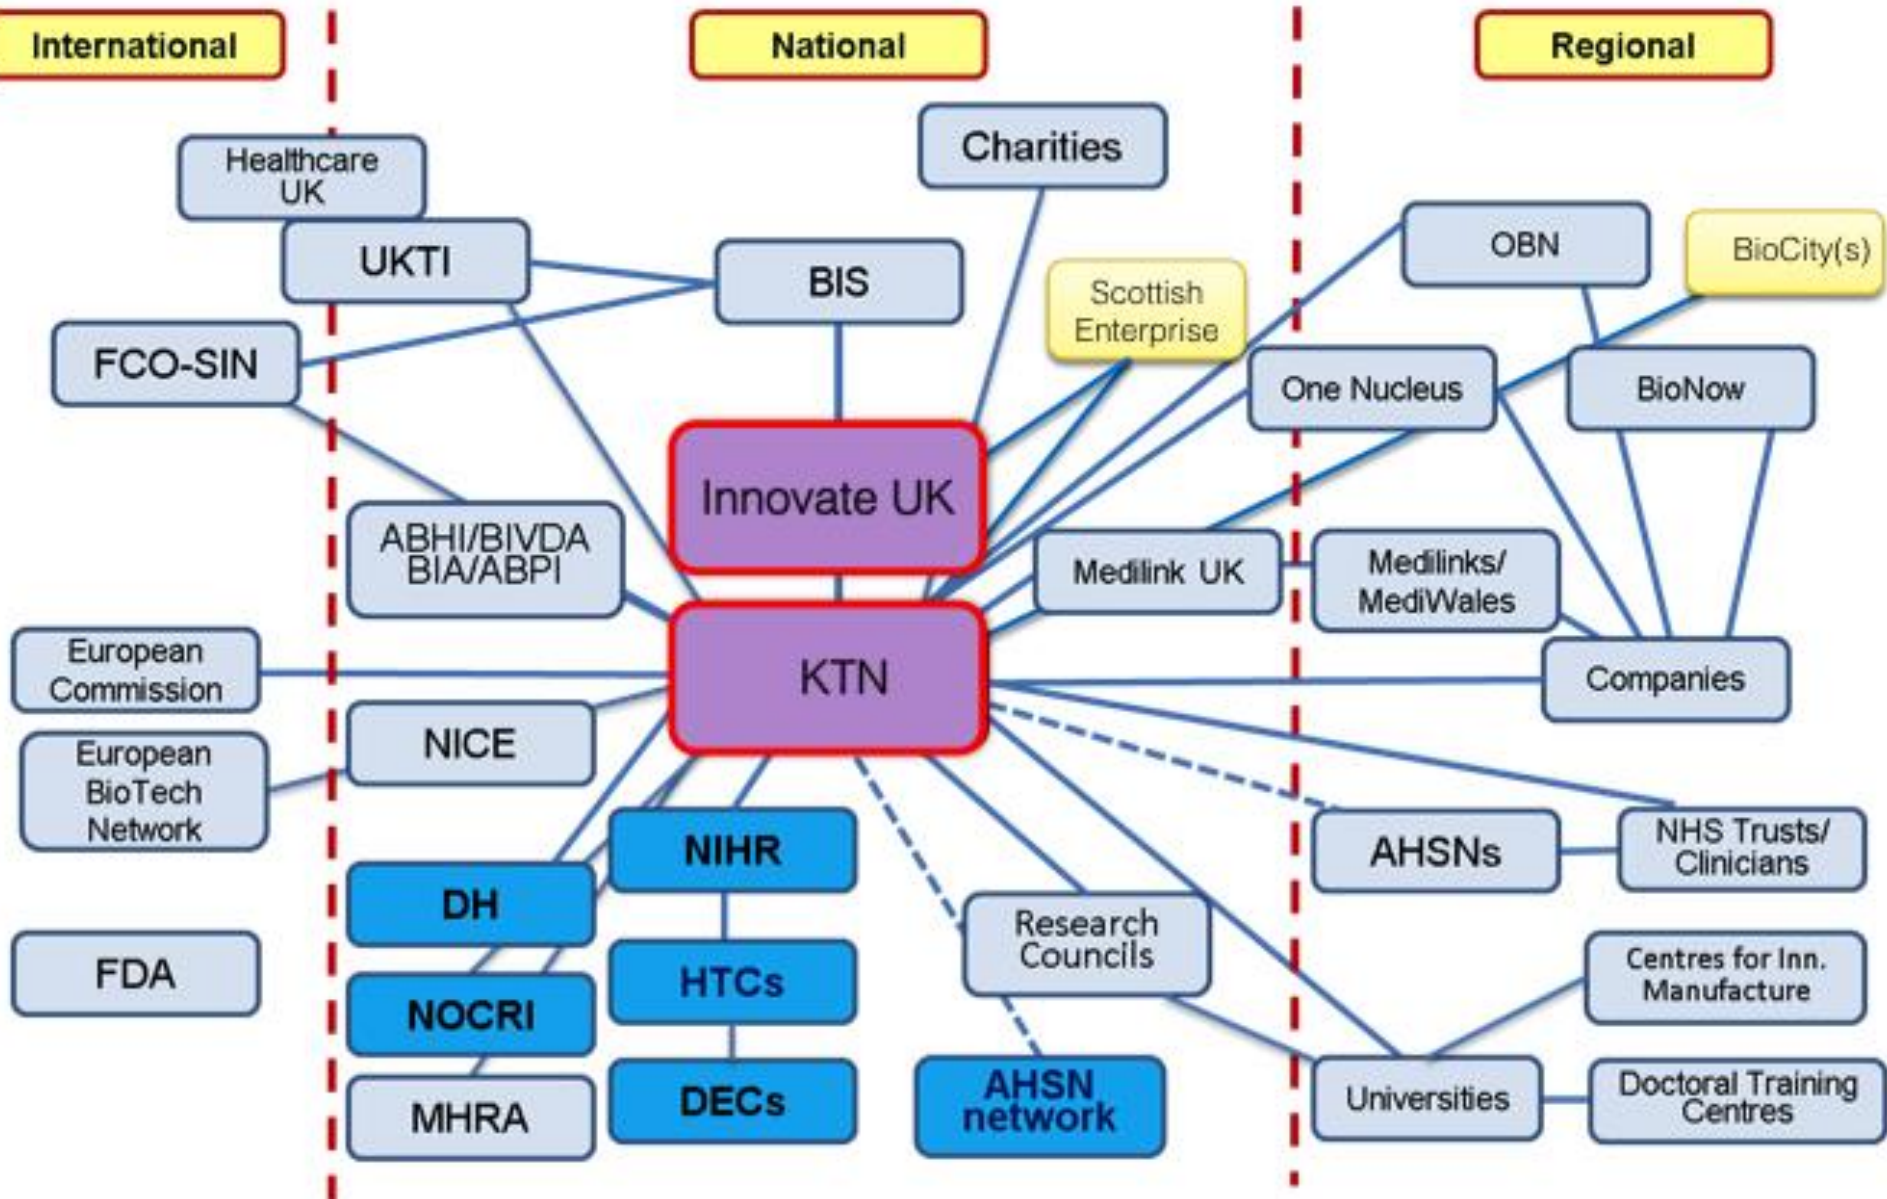 International
National
Regional
Healthcare
UK
UKTI
FCO-SIN
BIS
Charities
Scottish
Enterprise
OBN
BioCity(s)
One Nucleus
BioNow
Innovate UK
ABHI/BIVDA
BIA/ABPI
Medilink UK
Medilinks/
MediWales
European
Commission
KTN
Companies
European
BioTech
Network
NICE
NIHR
AHSNs
NHS Trusts/
Clinicians
DH
Research
Councils
FDA
HTCs
Centres for Inn.
Manufacture
NOCRI
MHRA
DECs
AHSN
network
Universities
Doctoral Training
Centres